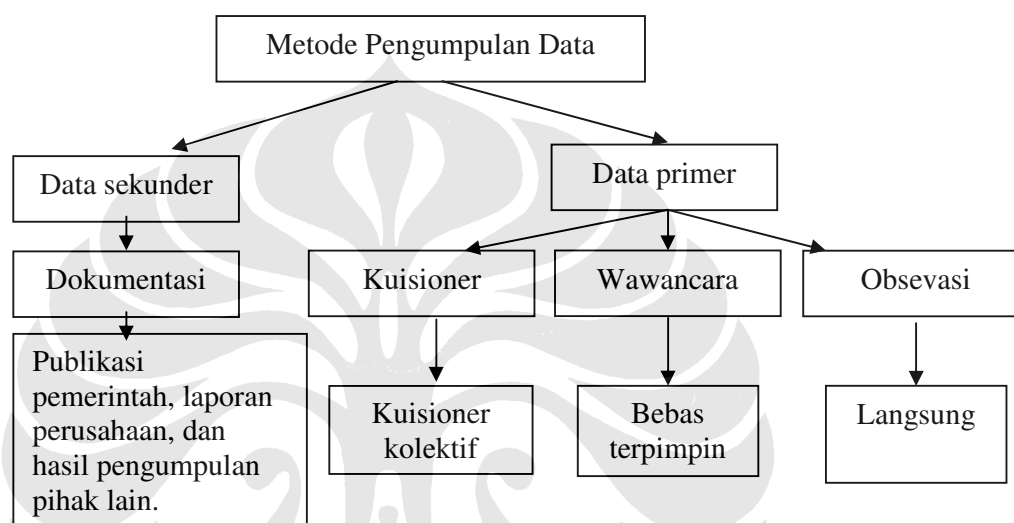 Metode Pengumpulan Data
Data sekunder
Data primer
Dokumentasi
Kuisioner
Wawancara
Obsevasi
Publikasi
pemerintah, laporan
perusahaan, dan
hasil pengumpulan
pihak lain.
Kuisioner
kolektif
Bebas
terpimpin
Langsung